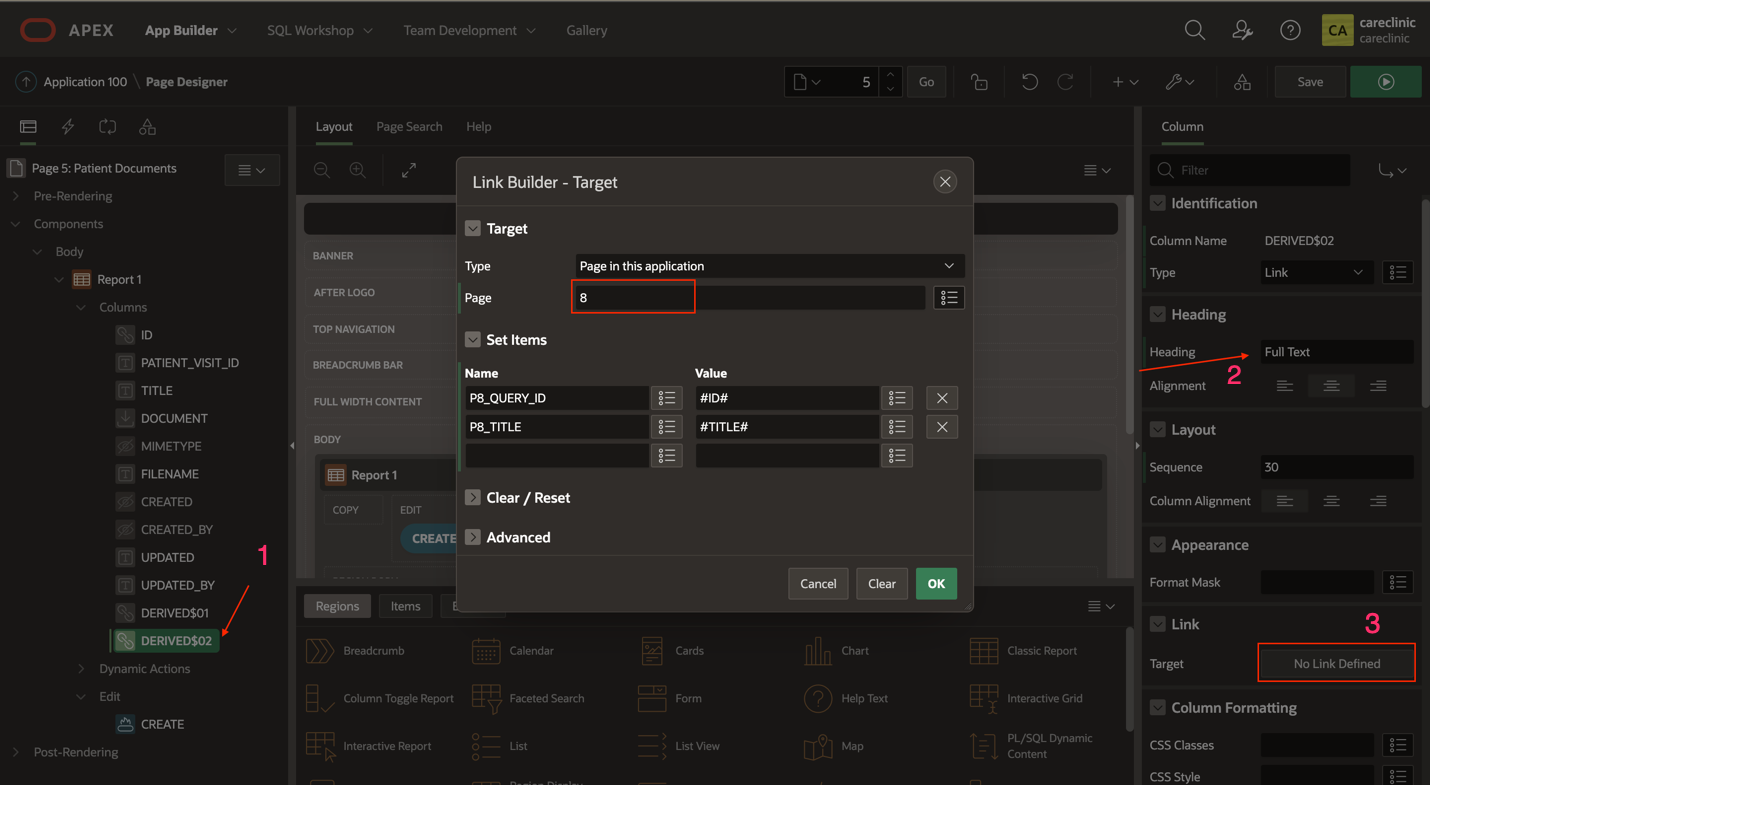 APEX App Builder SQL Workshop Team Development Gallery CA careclinic
careclinic
Application 100 \ Page Designer 5 Go Save
Layout Page Search Help
Column
Page 5: Patient Documents
Pre-Rendering
Components
Body
Report 1
Columns
ID
PATIENT_VISIT_ID
TITLE
DOCUMENT
MIMETYPE
FILENAME
CREATED
CREATED_BY
UPDATED
UPDATED_BY
DERIVED$01
DERIVED$02
Dynamic Actions
Edit
CREATE
Post-Rendering
1
BANNER
AFTER LOGO
TOP NAVIGATION
BREADCRUMB BAR
FULL WIDTH CONTENT
BODY
Report 1
COPY EDIT
CREATE
Link Builder - Target
Target
Type Page in this application
Page 8
Set Items
Name Value
P8_QUERY_ID #ID#
P8_TITLE #TITLE#
Clear / Reset
Advanced
Cancel Clear OK
Regions Items
Breadcrumb Calendar Cards Chart Classic Report
Column Toggle Report Faceted Search Form Help Text Interactive Grid
Interactive Report List List View Map PL/SQL Dynamic
Content
Region Display
Filter
Identification
Column Name DERIVED$02
Type Link
Heading
Heading Full Text
2
Alignment
Layout
Sequence 30
Column Alignment
Appearance
Format Mask
Link
3
Target No Link Defined
Column Formatting
CSS Classes
CSS Style